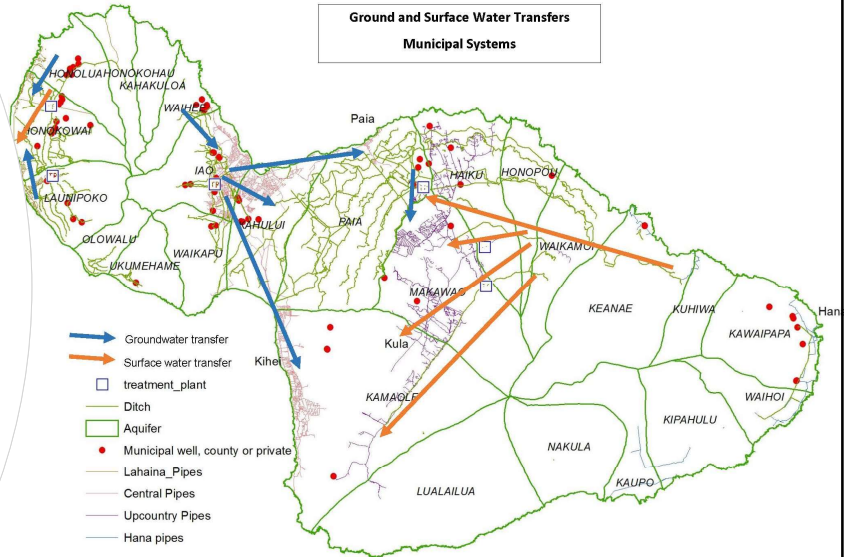 Ground and Surface Water Transfers
Municipal Systems
HONOLUA
HONOKOHAU
KAHAKULOA
WAIHEE
HONOKOWAI
Paia
IAO
HAIKU
HONOPOU
LAUNIPOKO
KAHULUI
PAIA
OLOWALU
WAIKAPU
WAIKAMOI
UKUMEHAME
MAKAWAO
KEANAE
KUHIWA
Hana
KAWAIPAPA
Groundwater transfer
Kula
Surface water transfer
Kihei
treatment_plant
KAMAOLE
WAIHOI
Ditch
KIPAHULU
Aquifer
NAKULA
Municipal well, county or private
Lahaina_Pipes
KAUPO
Central Pipes
LUALAILUA
Upcountry Pipes
Hana pipes